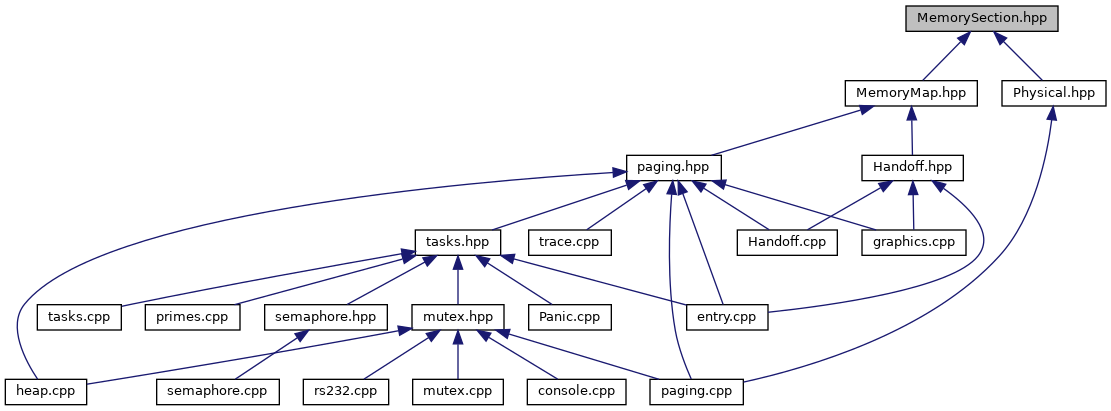 MemorySection.hpp
MemoryMap.hpp
Physical.hpp
paging.hpp
Handoff.hpp
tasks.hpp
trace.cpp
Handoff.cpp
graphics.cpp
tasks.cpp
primes.cpp
semaphore.hpp
mutex.hpp
Panic.cpp
entry.cpp
heap.cpp
semaphore.cpp
rs232.cpp
mutex.cpp
console.cpp
paging.cpp